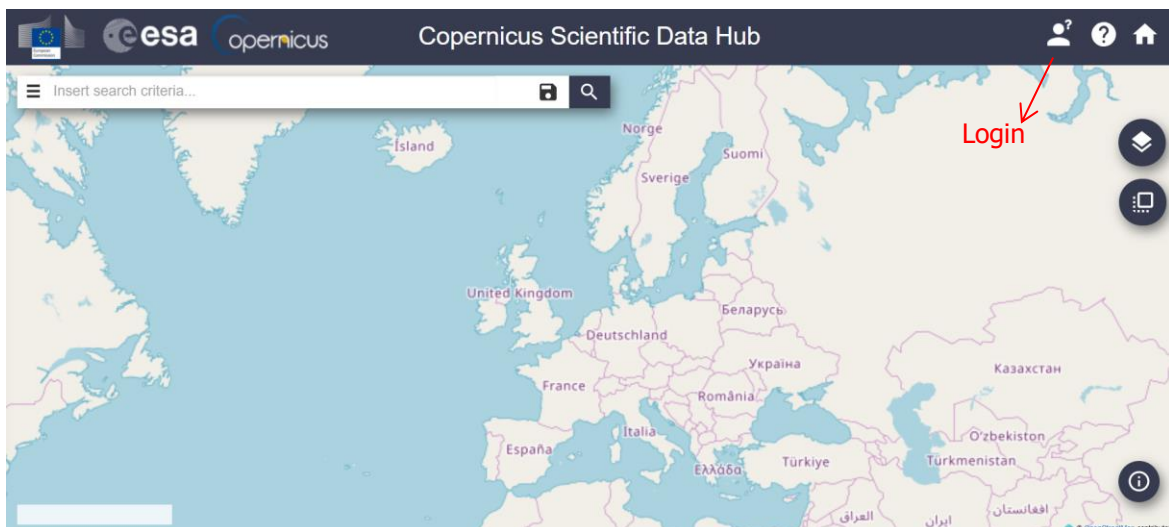 esa opernicus Copernicus Scientific Data Hub
Insert search criteria...
Login
Norge
Ísland
Suomi
Sverige
United Kingdom
Беларусь
Deutschland
Україна
Казахстан
France
România
Italia
O'zbekiston
España
Ελλάδα
Türkiye
Türkmenistan
افغانستان
العراق
ایران